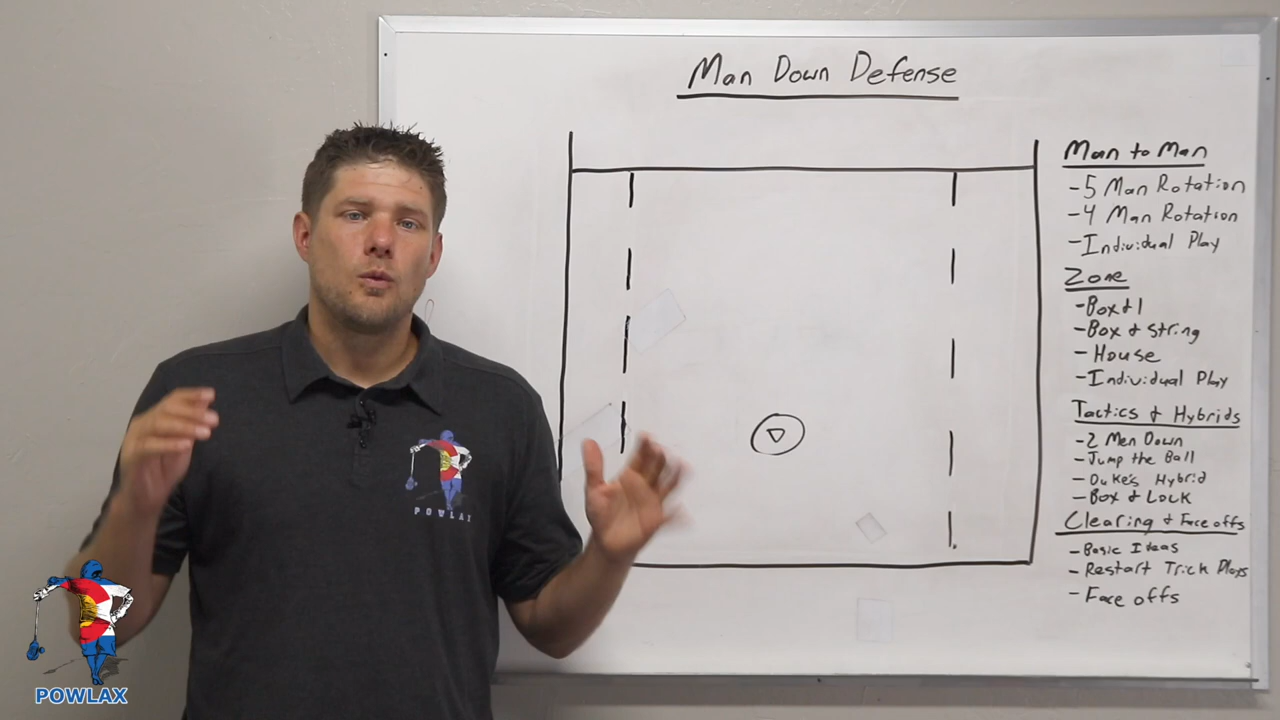 Man Down Defense
Man to Man
-5 Man Rotation
-4 Man Rotation
-Individual Play
Zone
-Box & 1
-Box & String
-House
-Individual Play
Tactics & Hybrids
-2 Men Down
-Jump the Ball
-Duke's Hybrid
-Box & Lock
Clearing & Face offs
-Basic Ideas
-Restart Trick Plays
-Face offs
POWLAX
POWLAX